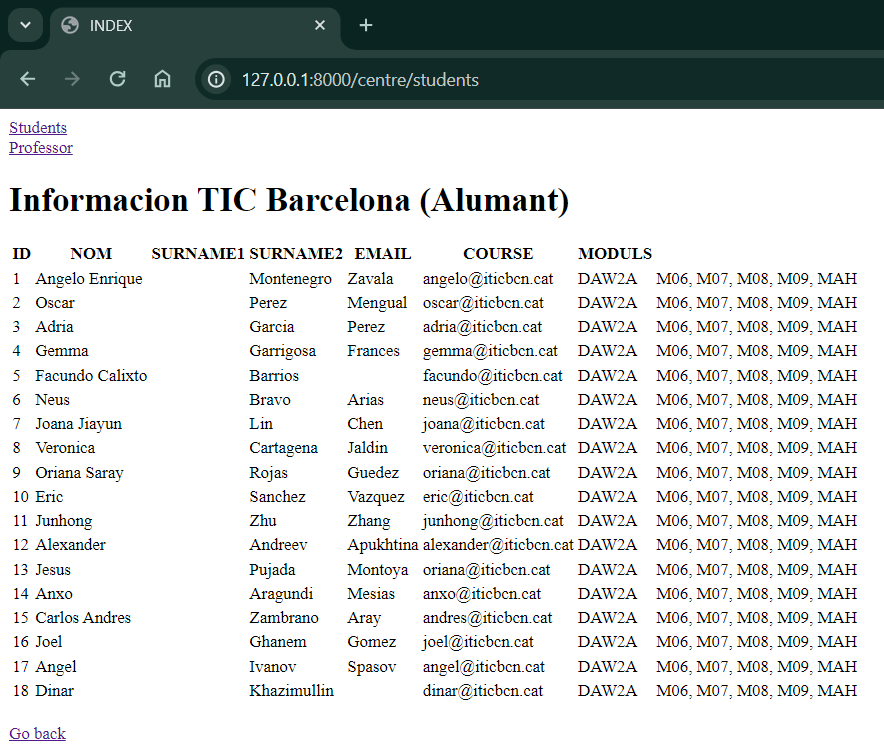 INDEX
127.0.0.1:8000/centre/students
Students
Professor
Informacion TIC Barcelona (Alumant)
ID NOM SURNAME1 SURNAME2 EMAIL COURSE MODULS
1 Angelo Enrique Montenegro Zavala angelo@iticbcn.cat DAW2A M06, M07, M08, M09, MAH
2 Oscar Perez Mengual oscar@iticbcn.cat DAW2A M06, M07, M08, M09, MAH
3 Adria Garcia Perez adria@iticbcn.cat DAW2A M06, M07, M08, M09, MAH
4 Gemma Garrigosa Frances gemma@iticbcn.cat DAW2A M06, M07, M08, M09, MAH
5 Facundo Calixto Barrios facundo@iticbcn.cat DAW2A M06, M07, M08, M09, MAH
6 Neus Bravo Arias neus@iticbcn.cat DAW2A M06, M07, M08, M09, MAH
7 Joana Jiayun Lin Chen joana@iticbcn.cat DAW2A M06, M07, M08, M09, MAH
8 Veronica Cartagena Jaldin veronica@iticbcn.cat DAW2A M06, M07, M08, M09, MAH
9 Oriana Saray Rojas Guedez oriana@iticbcn.cat DAW2A M06, M07, M08, M09, MAH
10 Eric Sanchez Vazquez eric@iticbcn.cat DAW2A M06, M07, M08, M09, MAH
11 Junhong Zhu Zhang junhong@iticbcn.cat DAW2A M06, M07, M08, M09, MAH
12 Alexander Andreev Apukhtina alexander@iticbcn.cat DAW2A M06, M07, M08, M09, MAH
13 Jesus Pujada Montoya oriana@iticbcn.cat DAW2A M06, M07, M08, M09, MAH
14 Anxo Aragundi Mesias anxo@iticbcn.cat DAW2A M06, M07, M08, M09, MAH
15 Carlos Andres Zambrano Aray andres@iticbcn.cat DAW2A M06, M07, M08, M09, MAH
16 Joel Ghanem Gomez joel@iticbcn.cat DAW2A M06, M07, M08, M09, MAH
17 Angel Ivanov Spasov angel@iticbcn.cat DAW2A M06, M07, M08, M09, MAH
18 Dinar Khazimullin dinar@iticbcn.cat DAW2A M06, M07, M08, M09, MAH
Go back